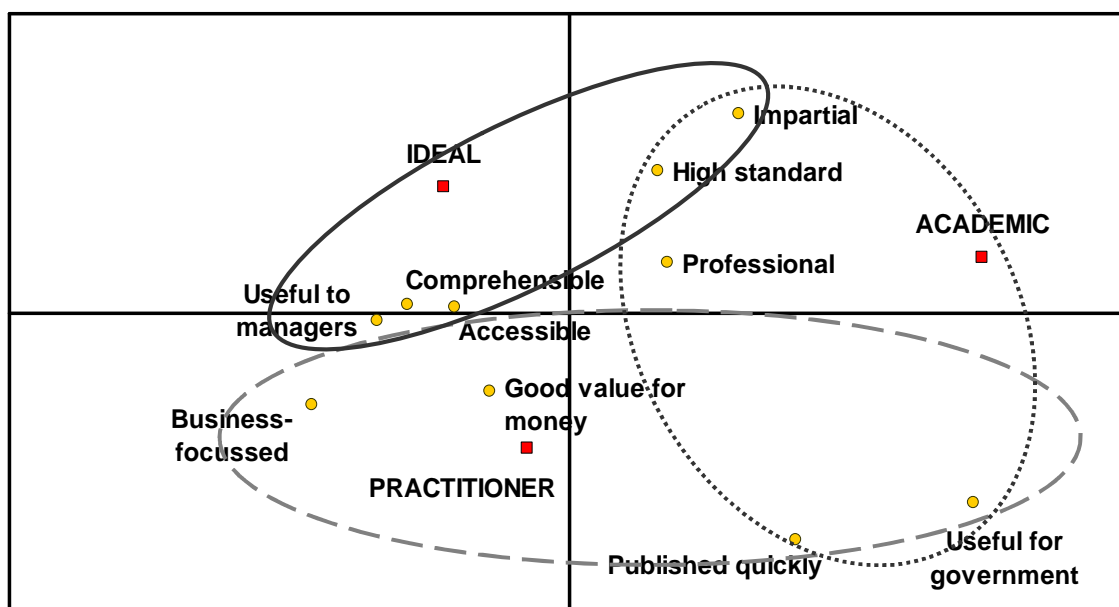 Impartial
IDEAL
High standard
ACADEMIC
Professional
Comprehensible
Useful to
managers
Accessible
Good value for
money
Business-
focussed
PRACTITIONER
Published quickly
Useful for
government